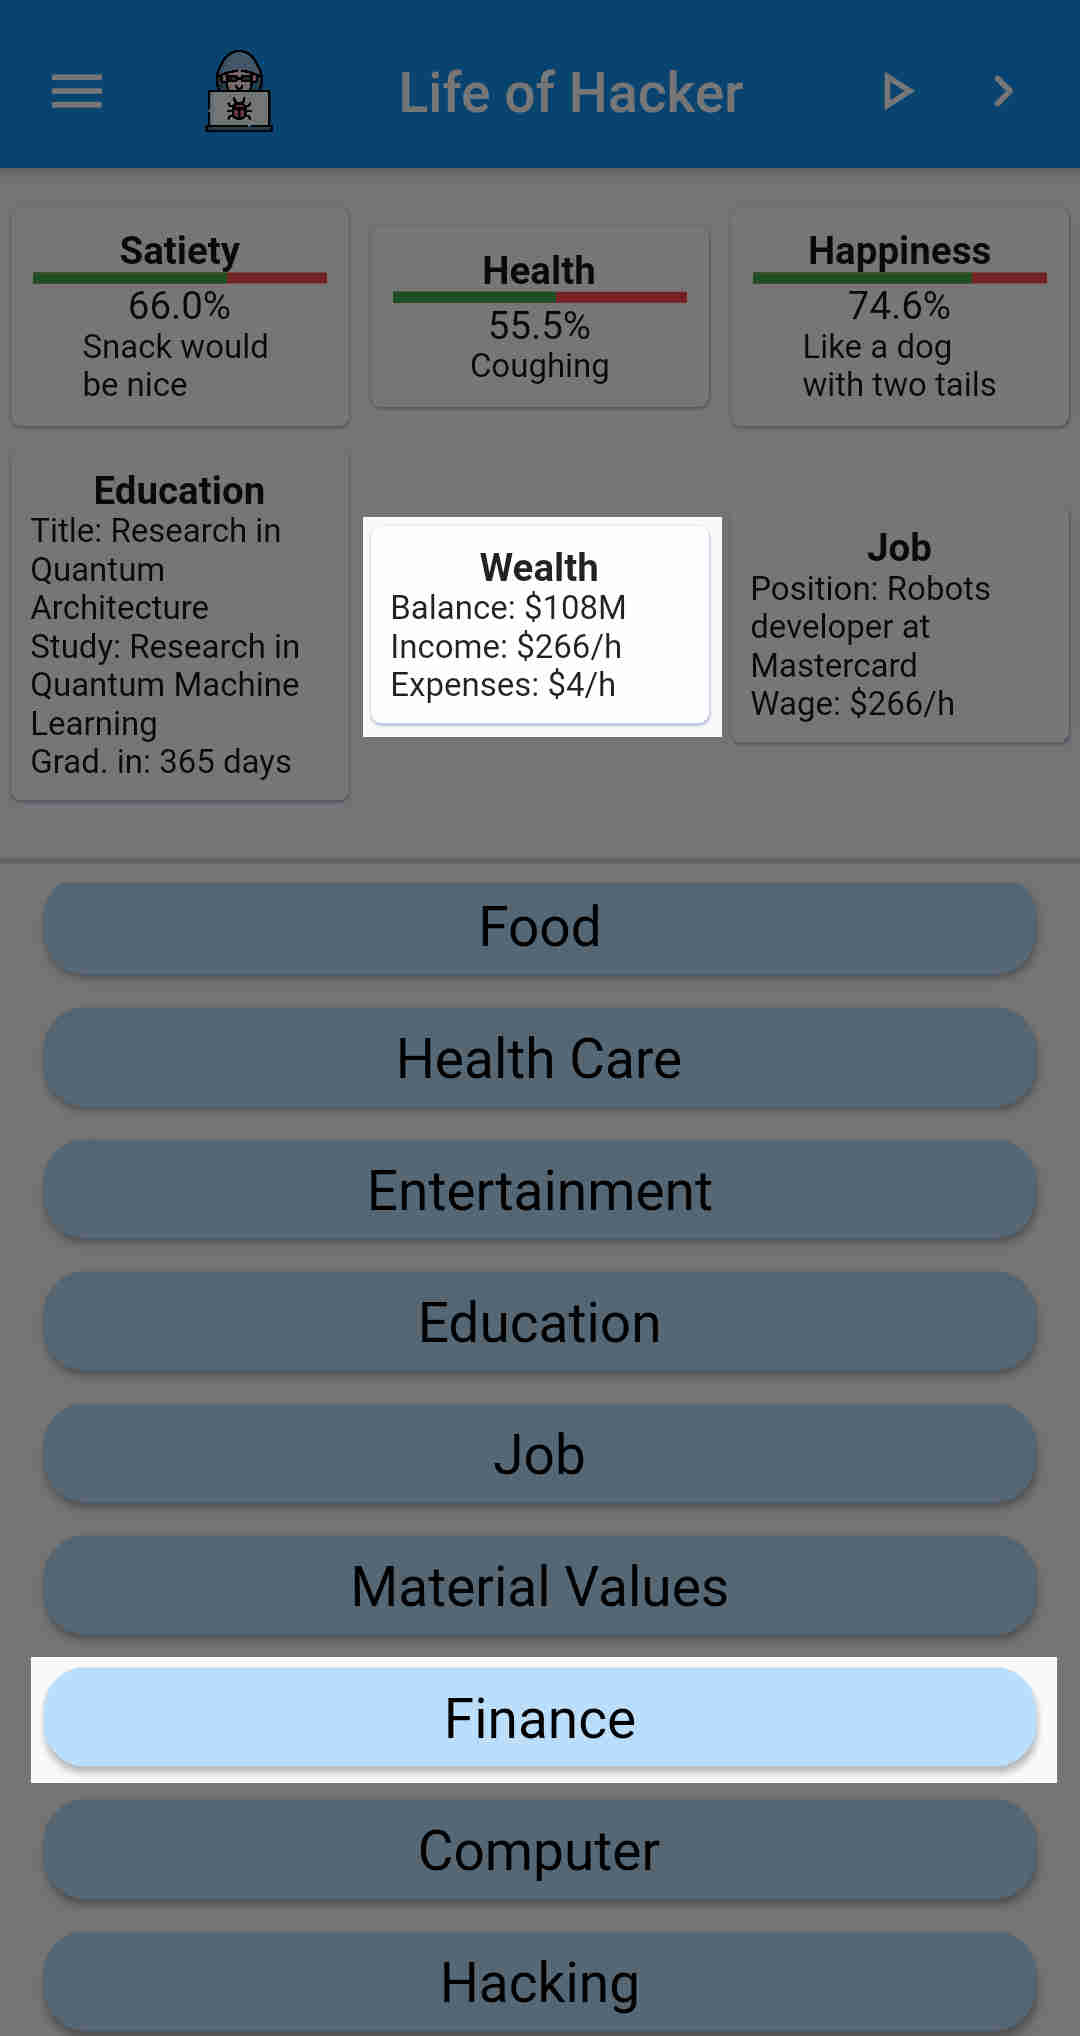 Life of Hacker
Satiety
66.0%
Snack would
be nice
Health
55.5%
Coughing
Happiness
74.6%
Like a dog
with two tails
Education
Title: Research in
Quantum
Architecture
Study: Research in
Quantum Machine
Learning
Grad. in: 365 days
Wealth
Balance: $108M
Income: $266/h
Expenses: $4/h
Job
Position: Robots
developer at
Mastercard
Wage: $266/h
Food
Health Care
Entertainment
Education
Job
Material Values
Finance
Computer
Hacking